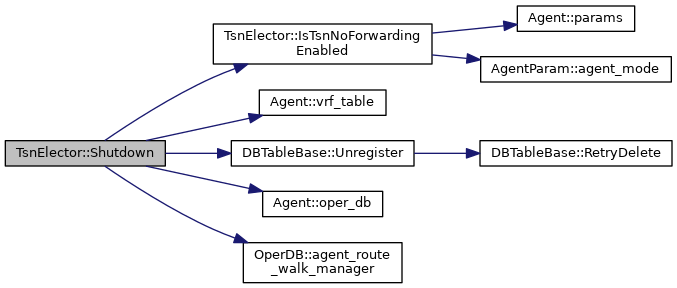 TsnElector::Shutdown
TsnElector::IsTsnNoForwarding
Enabled
Agent::params
AgentParam::agent_mode
Agent::vrf_table
DBTableBase::Unregister
DBTableBase::RetryDelete
Agent::oper_db
OperDB::agent_route
_walk_manager